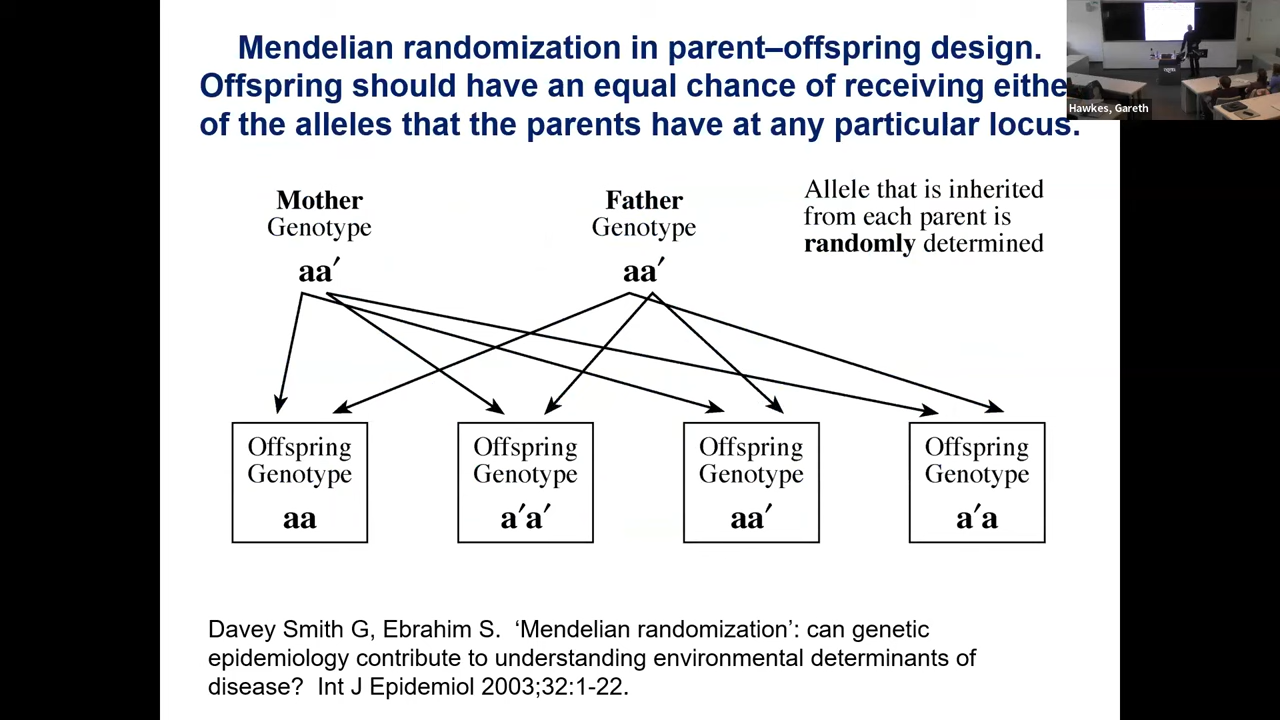 Mendelian randomization in parent–offspring design.
Offspring should have an equal chance of receiving eithe
of the alleles that the parents have at any particular locus.
Hawkes, Gareth
Mother
Genotype
aa′
Father
Genotype
aa′
Allele that is inherited
from each parent is
randomly determined
Offspring
Genotype
aa
Offspring
Genotype
a′a′
Offspring
Genotype
aa′
Offspring
Genotype
a′a
Davey Smith G, Ebrahim S.  ‘Mendelian randomization’: can genetic
epidemiology contribute to understanding environmental determinants of
disease?  Int J Epidemiol 2003;32:1-22.